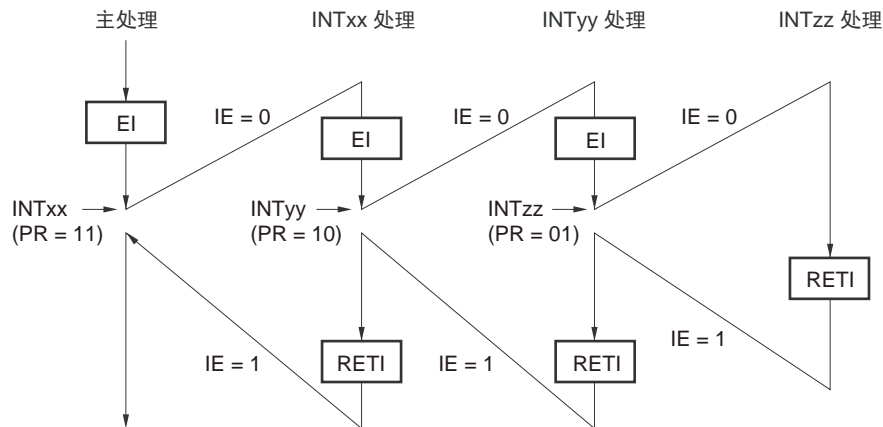 主处理
INTxx 处理
INTyy 处理
INTzz 处理
EI
IE = 0
EI
IE = 0
EI
IE = 0
INTxx
(PR = 11)
INTyy
(PR = 10)
INTzz
(PR = 01)
RETI
IE = 1
RETI
IE = 1
RETI
IE = 1